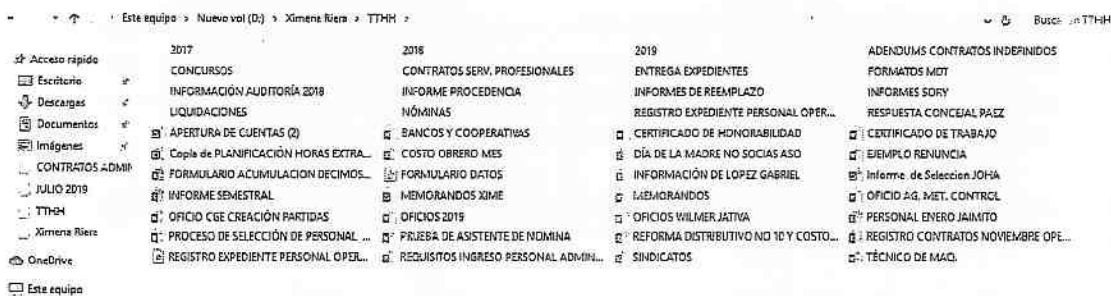 Este equipo > Nuevo vol (D:) > Ximena Riera > TTHH >
TTHH
Acceso rápido
Escritorio
Descargas
Documentos
Imágenes
CONTRATOS ADMIN
JULIO 2019
TTHH
Ximena Riera
OneDrive
Este equipo
2017 2018 2019 ADENDUMS CONTRATOS INDEFINIDOS
CONCURSOS CONTRATOS SERV. PROFESIONALES ENTREGA EXPEDIENTES FORMATOS MDT
INFORMACIÓN AUDITORÍA 2018 INFORME PROCEDENCIA INFORMES DE REEMPLAZO INFORMES SORY
LIQUIDACIONES NÓMINAS REGISTRO EXPEDIENTE PERSONAL OPER... RESPUESTA CONCEJAL PAEZ
APERTURA DE CUENTAS (2) BANCOS Y COOPERATIVAS CERTIFICADO DE HONORABILIDAD CERTIFICADO DE TRABAJO
Copia de PLANIFICACIÓN HORAS EXTRA... COSTO OBRERO MES DÍA DE LA MADRE NO SOCIAS ASO EJEMPLO RENUNCIA
FORMULARIO ACUMULACION DECIMOS... FORMULARIO DATOS INFORMACIÓN DE LOPEZ GABRIEL Informe de Seleccion JOHA
INFORME SEMESTRAL MEMORANDOS XIME MEMORANDOS OFICIO AG. MET. CONTROL
OFICIO CGE CREACIÓN PARTIDAS OFICIOS 2019 OFICIOS WILMER JATIVA PERSONAL ENERO JAIMITO
PROCESO DE SELECCIÓN DE PERSONAL ... PRUEBA DE ASISTENTE DE NOMINA REFORMA DISTRIBUTIVO NO 10 Y COSTO... REGISTRO CONTRATOS NOVIEMBRE OPE...
REGISTRO EXPEDIENTE PERSONAL OPER... REQUISITOS INGRESO PERSONAL ADMIN... SINDICATOS TÉCNICO DE MAQ.